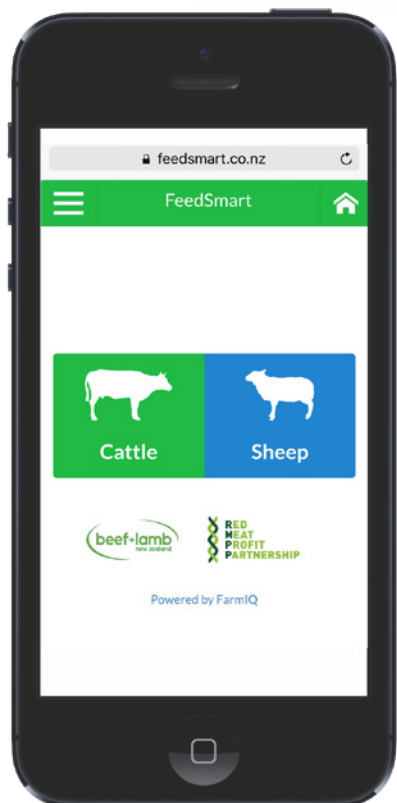 feedsmart.co.nz
FeedSmart
Cattle
Sheep
beef+lamb
new zealand
RED
MEAT
PROFIT
PARTNERSHIP
Powered by FarmIQ